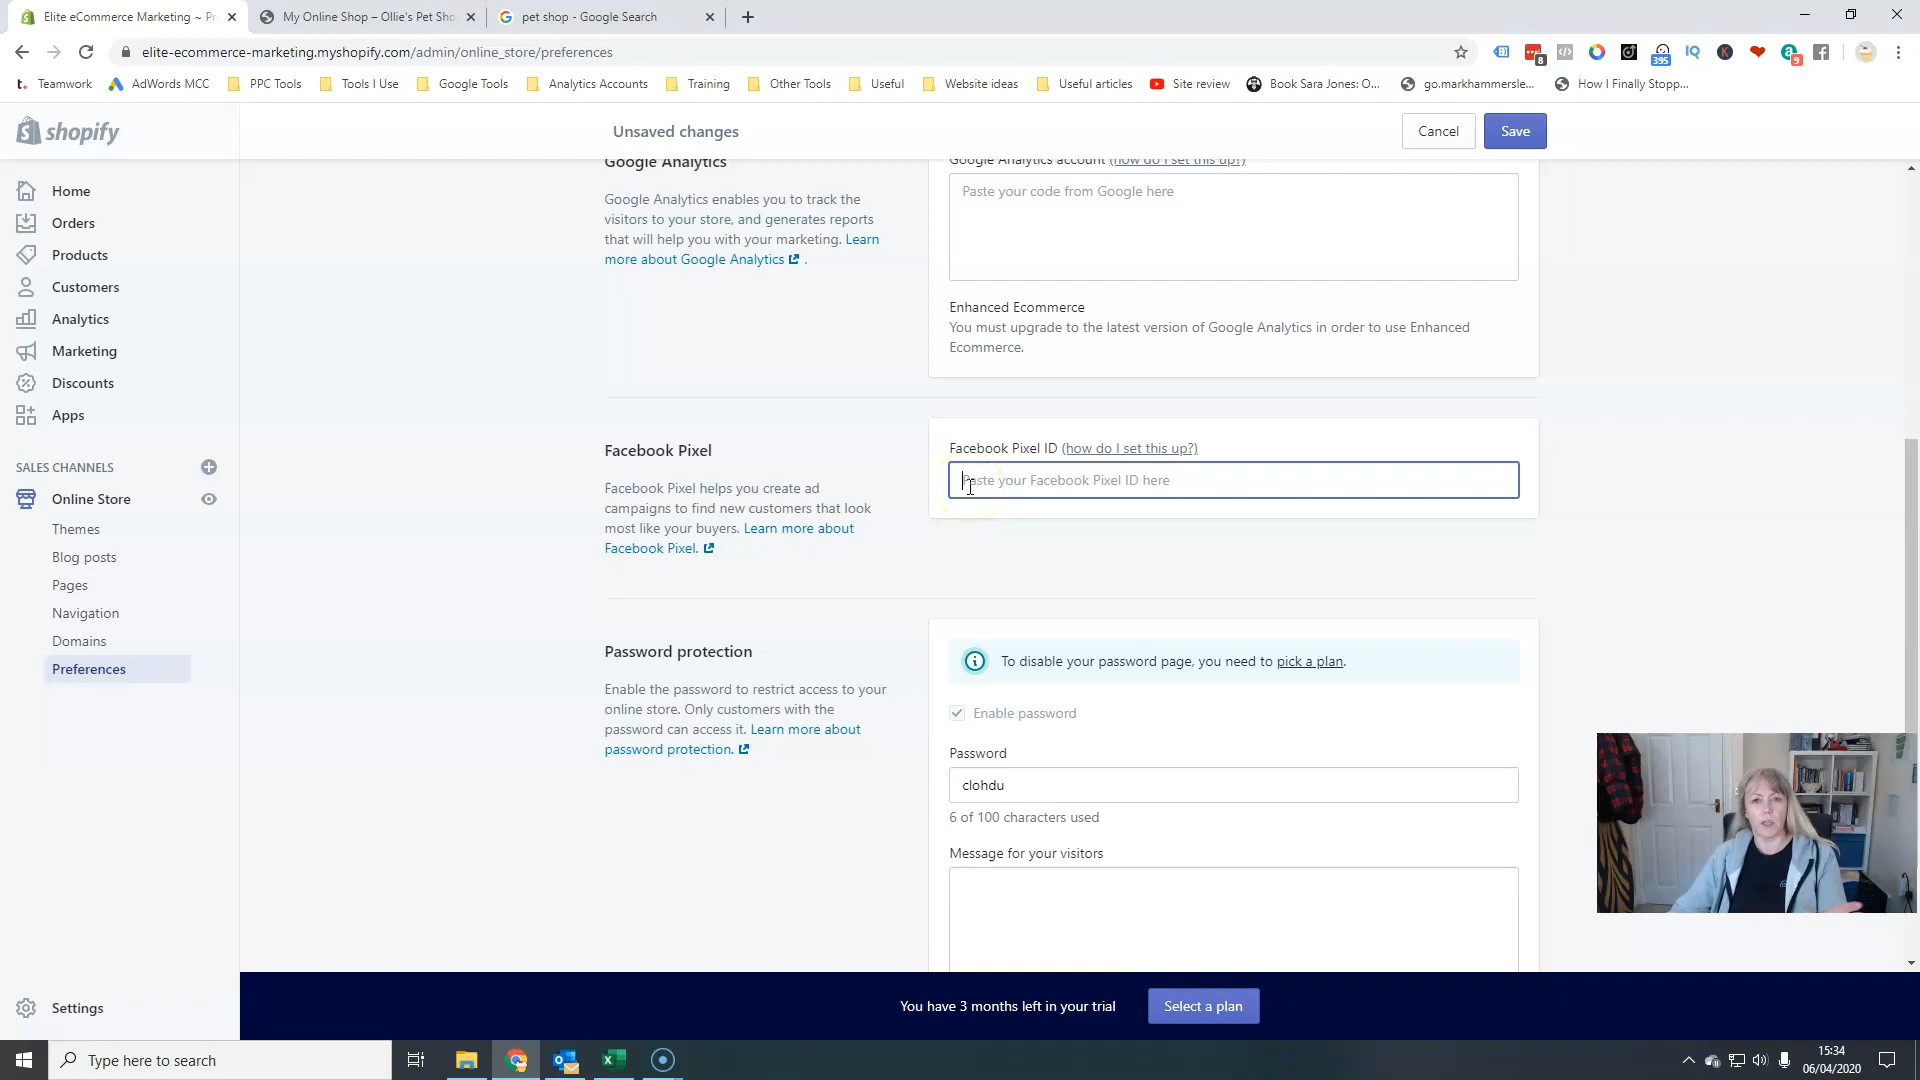 Elite eCommerce Marketing ~ Pr
My Online Shop – Ollie's Pet Sho
pet shop - Google Search
elite-ecommerce-marketing.myshopify.com/admin/online_store/preferences
8
395
IQ
K
9
Teamwork
AdWords MCC
PPC Tools
Tools I Use
Google Tools
Analytics Accounts
Training
Other Tools
Useful
Website ideas
Useful articles
Site review
Book Sara Jones: O...
go.markhammersle...
How I Finally Stopp...
shopify
Unsaved changes
Cancel
Save
Home
Orders
Products
Customers
Analytics
Marketing
Discounts
Apps
SALES CHANNELS
Online Store
Themes
Blog posts
Pages
Navigation
Domains
Preferences
Settings
Google Analytics
Google Analytics enables you to track the
visitors to your store, and generates reports
that will help you with your marketing. Learn
more about Google Analytics .
Google Analytics account (how do I set this up?)
Paste your code from Google here
Enhanced Ecommerce
You must upgrade to the latest version of Google Analytics in order to use Enhanced
Ecommerce.
Facebook Pixel
Facebook Pixel helps you create ad
campaigns to find new customers that look
most like your buyers. Learn more about
Facebook Pixel.
Facebook Pixel ID (how do I set this up?)
Paste your Facebook Pixel ID here
Password protection
Enable the password to restrict access to your
online store. Only customers with the
password can access it. Learn more about
password protection.
To disable your password page, you need to pick a plan.
Enable password
Password
clohdu
6 of 100 characters used
Message for your visitors
You have 3 months left in your trial
Select a plan
Type here to search
15:34
06/04/2020